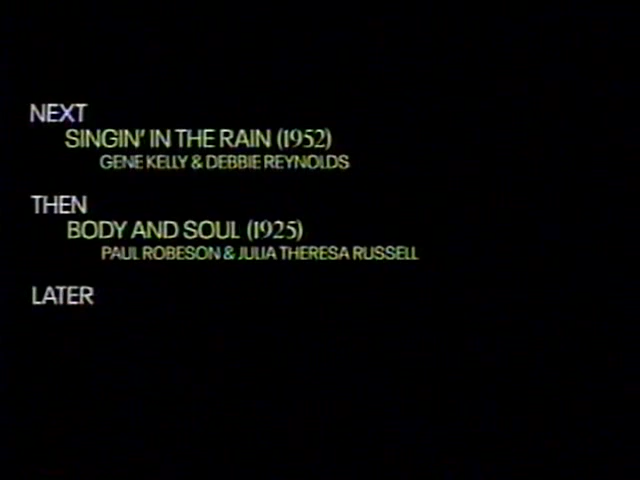 NEXT
SINGIN' IN THE RAIN (1952)
GENE KELLY & DEBBIE REYNOLDS
THEN
BODY AND SOUL (1925)
PAUL ROBESON & JULIA THERESA RUSSELL
LATER